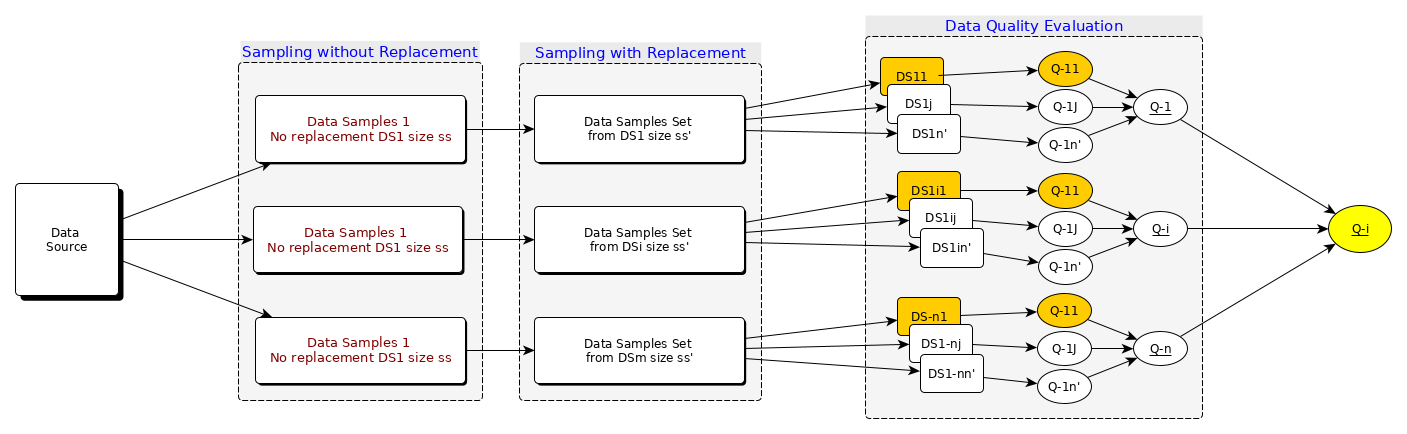 Data Quality Evaluation
Sampling without Replacement
Sampling with Replacement
Data
Source
Data Samples 1
No replacement DS1 size ss
Data Samples 1
No replacement DS1 size ss
Data Samples 1
No replacement DS1 size ss
Data Samples Set
from DS1 size ss'
Data Samples Set
from DSi size ss'
Data Samples Set
from DSm size ss'
DS11
DS1j
DS1n'
DS1i1
DS1ij
DS1in'
DS-n1
DS1-nj
DS1-nn'
Q-11
Q-1J
Q-1n'
Q-11
Q-1J
Q-1n'
Q-11
Q-1J
Q-1n'
Q-1
Q-i
Q-n
Q-i